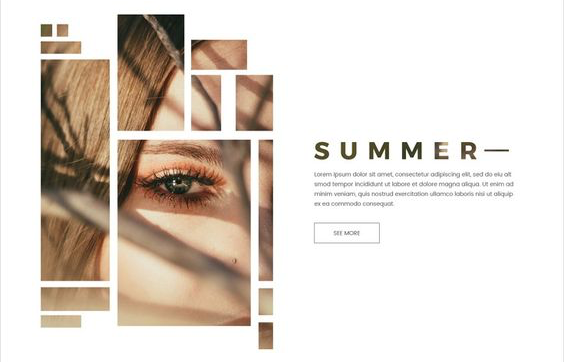 SUMMER—
Lorem ipsum dolor sit amet, consectetur adipiscing elit, sed do eiu alt
smod tempor incididunt ut labore et dolore magna aliqua. Ut enim ad
minim veniam, quis nostrud exercitation ullamco laboris nisi ut aliquip
ex ea commodo consequat.
SEE MORE